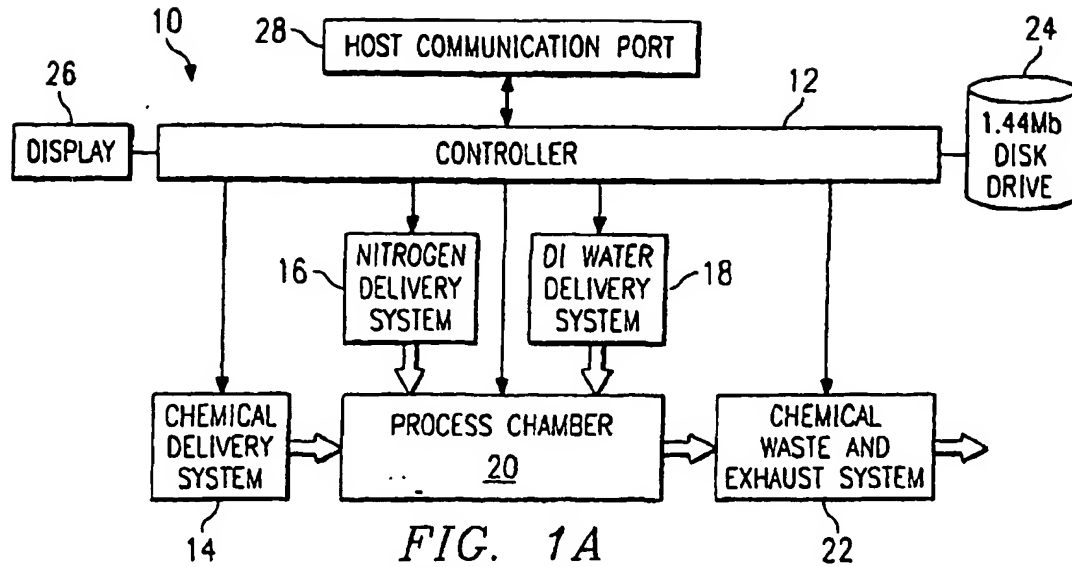 10
28
HOST COMMUNICATION PORT
24
26
12
DISPLAY
CONTROLLER
1.44Mb
DISK
DRIVE
16
NITROGEN
DELIVERY
SYSTEM
DI WATER
DELIVERY
SYSTEM
18
CHEMICAL
DELIVERY
SYSTEM
PROCESS CHAMBER
20
CHEMICAL
WASTE AND
EXHAUST SYSTEM
14
FIG. 1A
22